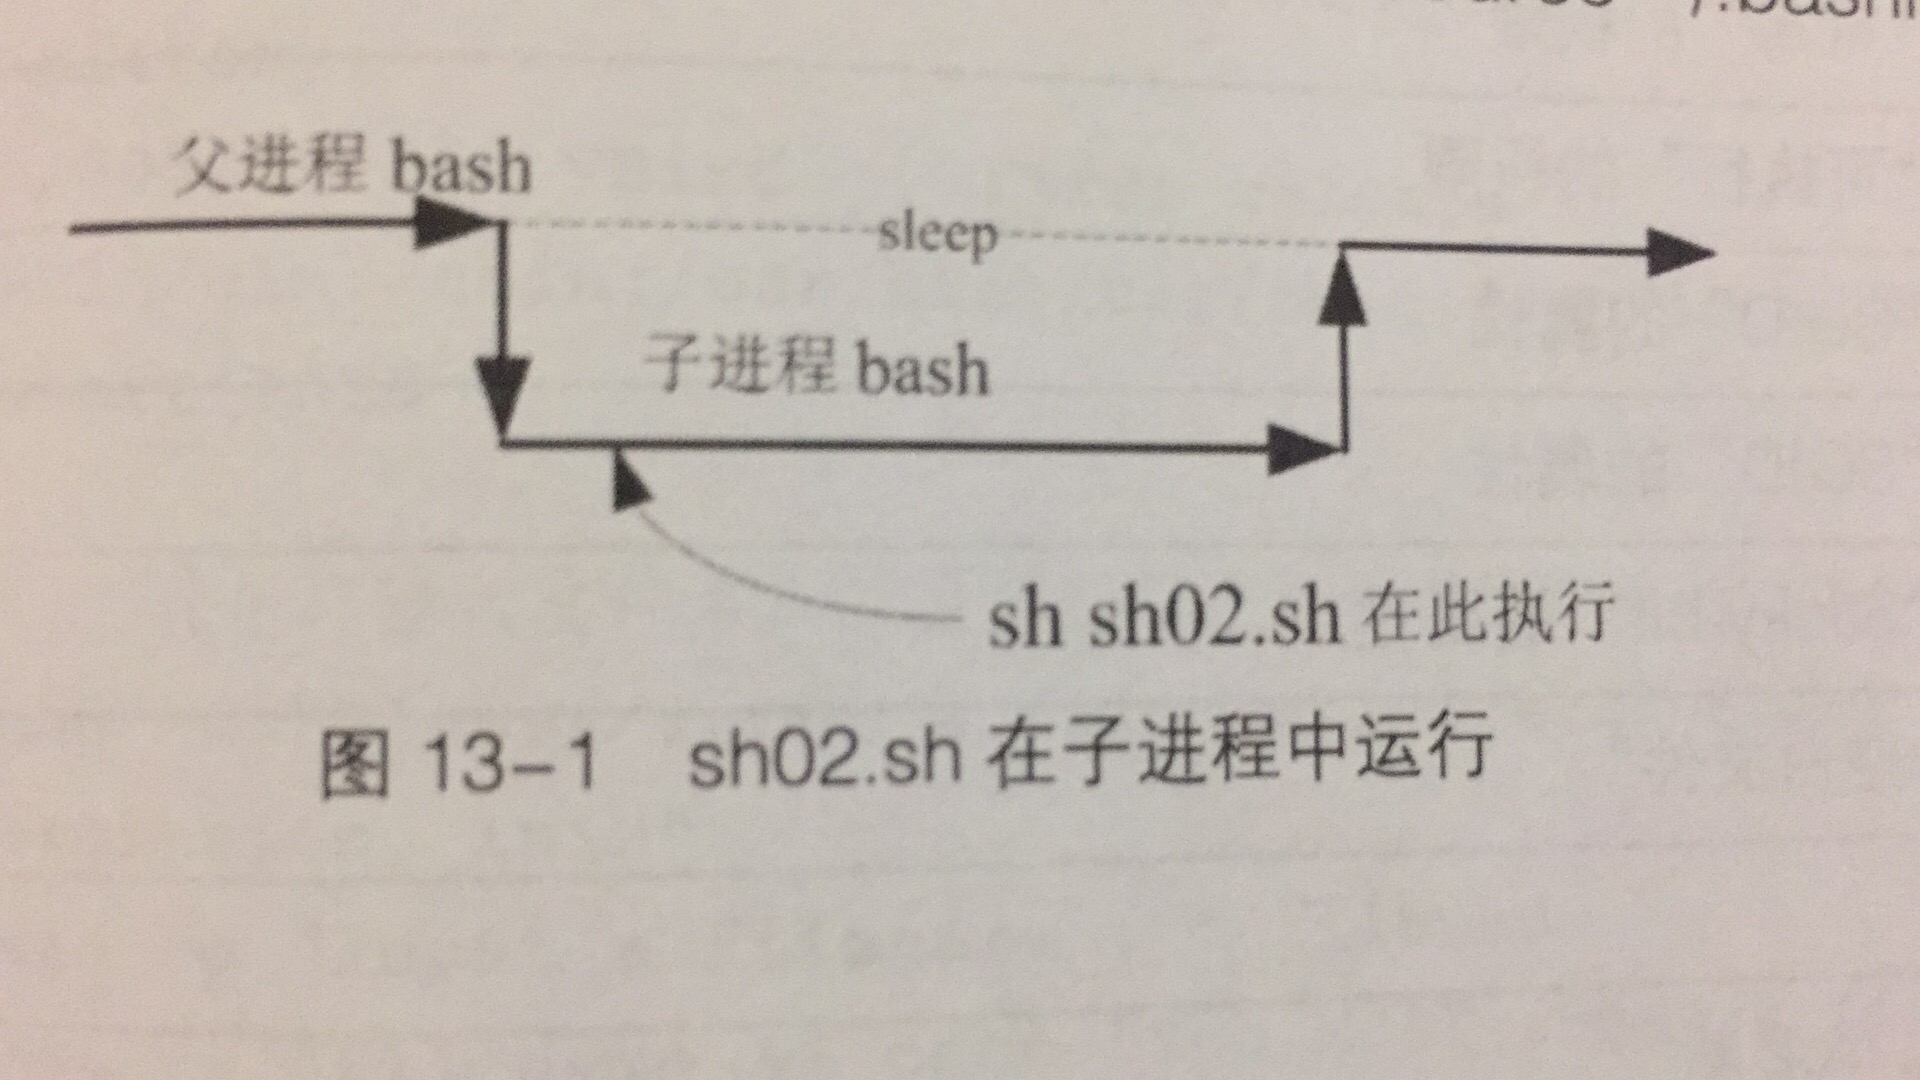 父进程 bash
sleep
子进程 bash
sh sh02.sh 在此执行
图 13-1 sh02.sh 在子进程中运行